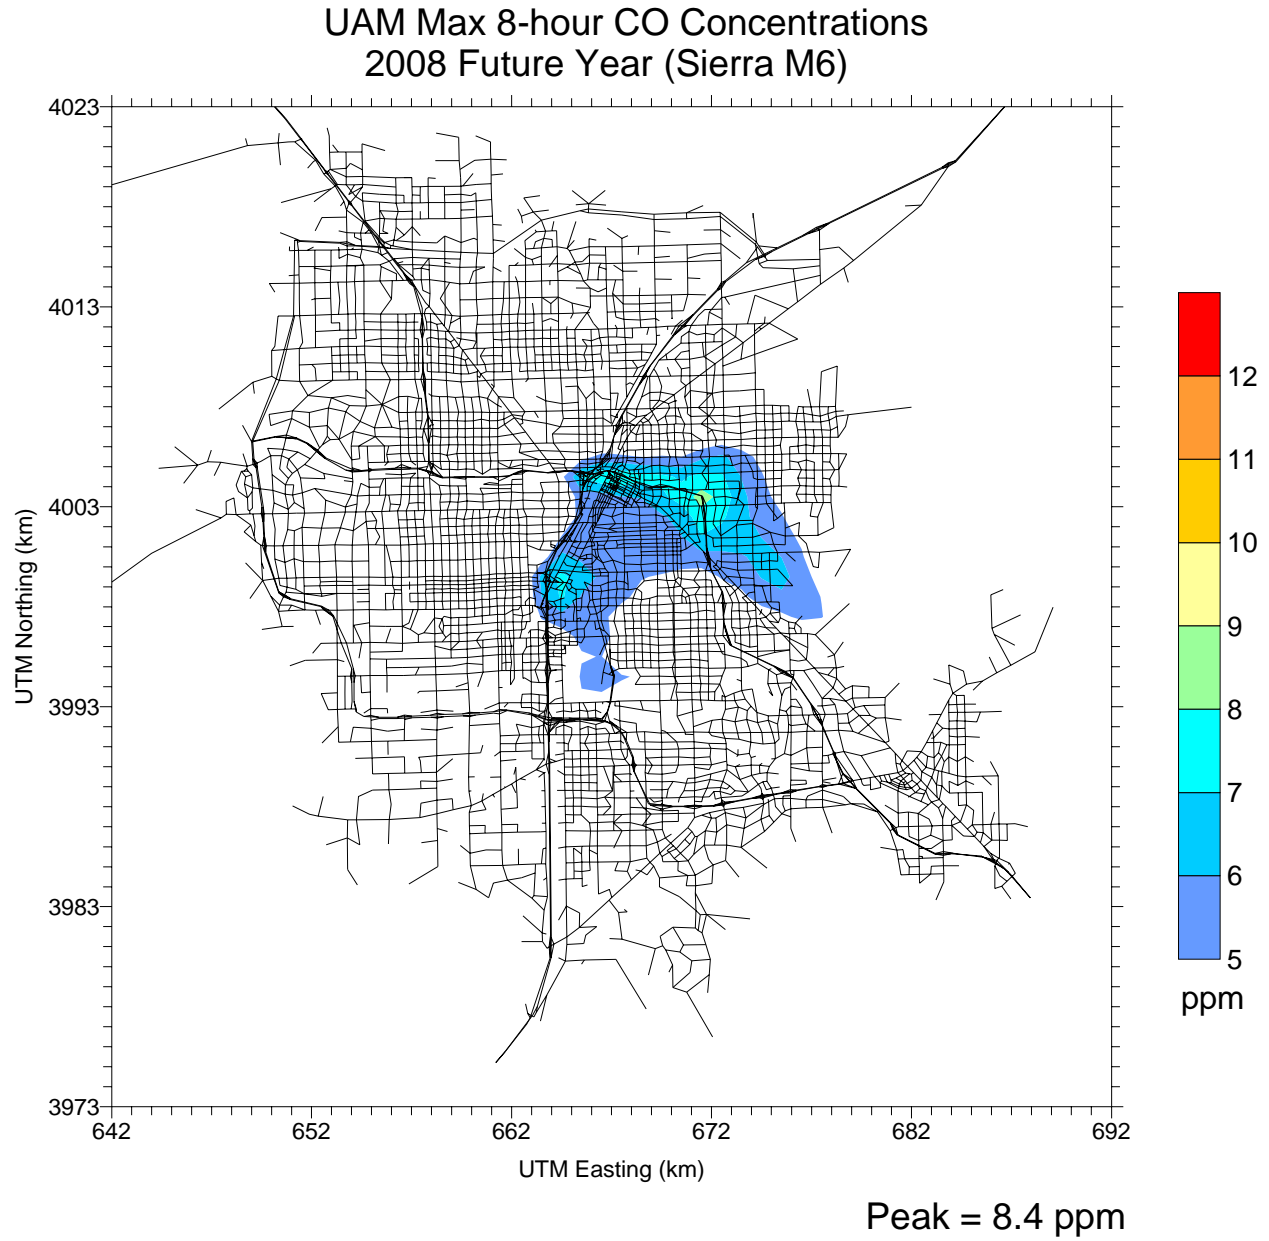 UAM Max 8-hour CO Concentrations
2008 Future Year (Sierra M6)
4023
4013
4003
3993
3983
3973
UTM Northing (km)
642 652 662 672 682 692
UTM Easting (km)
12
11
10
9
8
7
6
5
ppm
Peak = 8.4 ppm